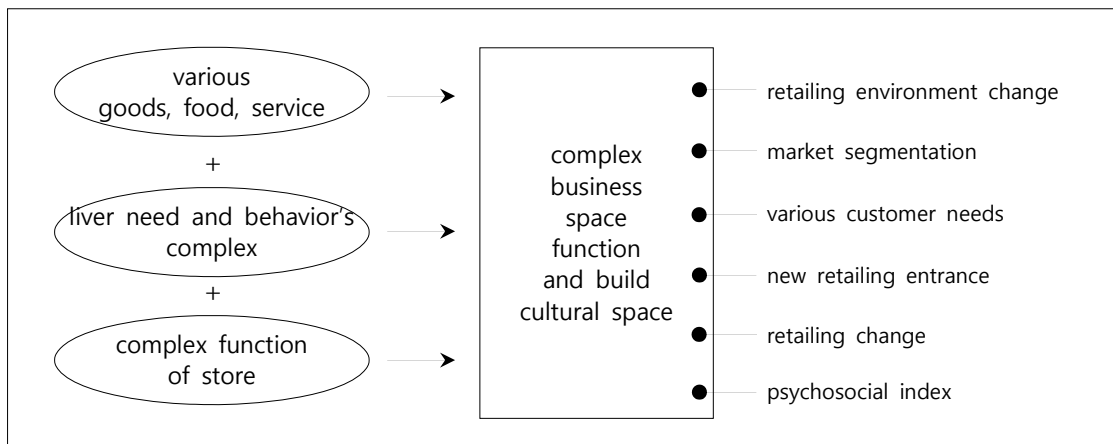 various
goods, food, service
+
liver need and behavior's
complex
+
complex function
of store
complex
business
space
function
and build
cultural space
retailing environment change
market segmentation
various customer needs
new retailing entrance
retailing change
psychosocial index